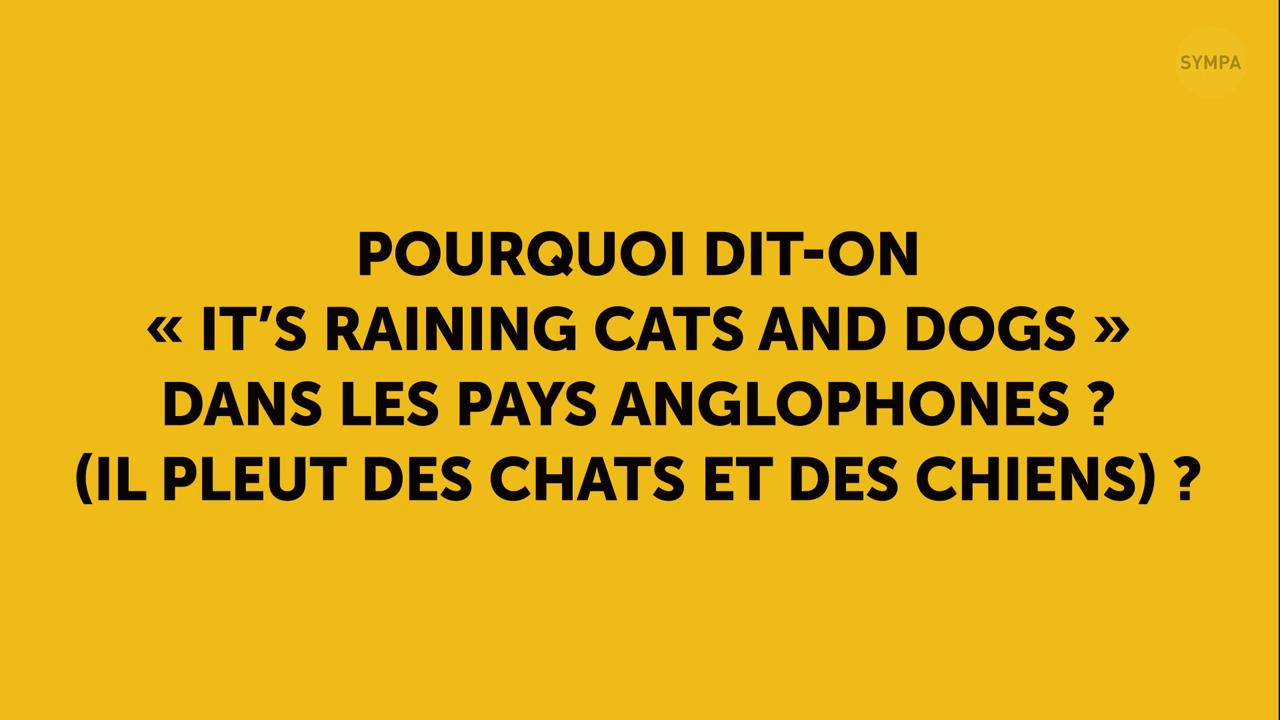 SYMPA
POURQUOI DIT-ON
« IT’S RAINING CATS AND DOGS »
DANS LES PAYS ANGLOPHONES ?
(IL PLEUT DES CHATS ET DES CHIENS) ?